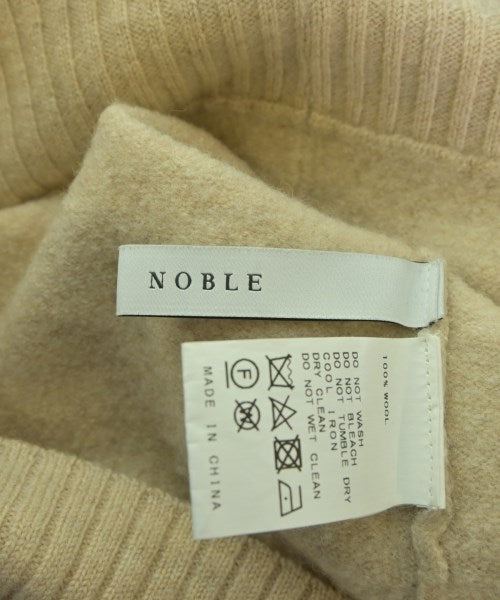 NOBLE
100% WOOL
DO NOT WASH
DO NOT BLEACH
DO NOT TUMBLE DRY
COOL IRON
DRY CLEAN
DO NOT WET CLEAN
F
MADE IN CHINA